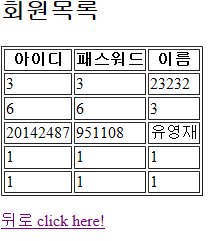 회원목록
아이디 패스워드 이름
3 3 23232
6 6 3
20142487 951108 유영재
1 1 1
1 1 1
뒤로 click here!